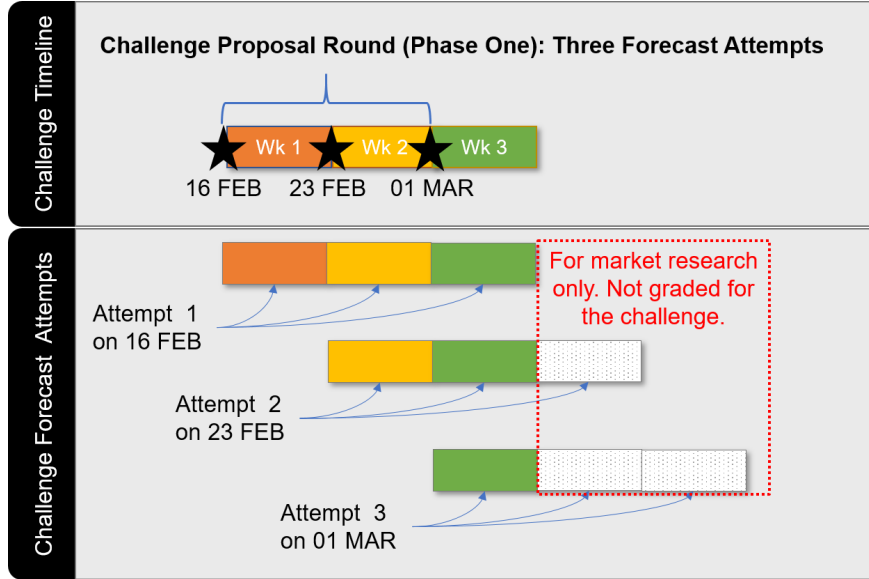 Challenge Timeline
Challenge Proposal Round (Phase One): Three Forecast Attempts
Wk 1
Wk 2
Wk 3
16 FEB
23 FEB
01 MAR
Challenge Forecast Attempts
For market research
only. Not graded for
the challenge.
Attempt 1
on 16 FEB
Attempt 2
on 23 FEB
Attempt 3
on 01 MAR